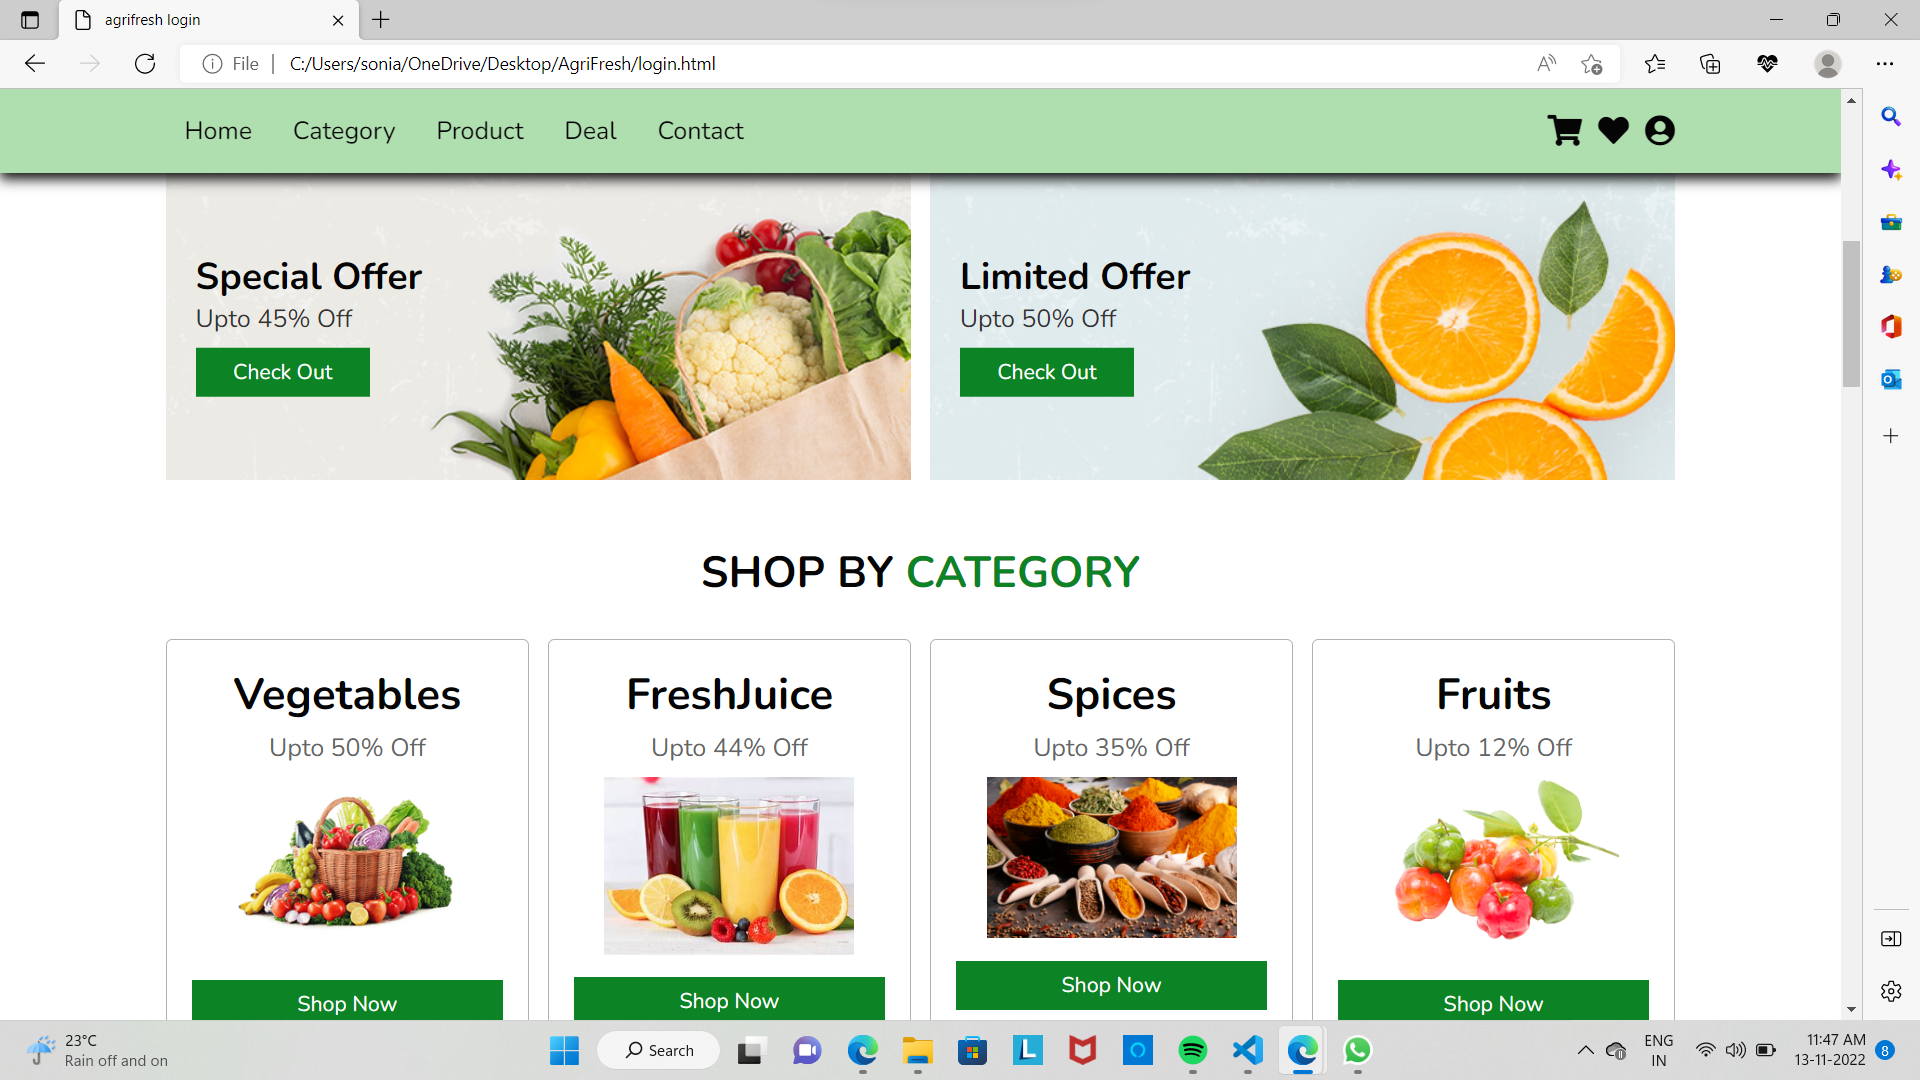 agrifresh login
File
C:/Users/sonia/OneDrive/Desktop/AgriFresh/login.html
Home Category Product Deal Contact
Special Offer
Upto 45% Off
Check Out
Limited Offer
Upto 50% Off
Check Out
SHOP BY CATEGORY
Vegetables
Upto 50% Off
Shop Now
FreshJuice
Upto 44% Off
Shop Now
Spices
Upto 35% Off
Shop Now
Fruits
Upto 12% Off
Shop Now
23°C
Rain off and on
Search
ENG
IN
11:47 AM
13-11-2022
8